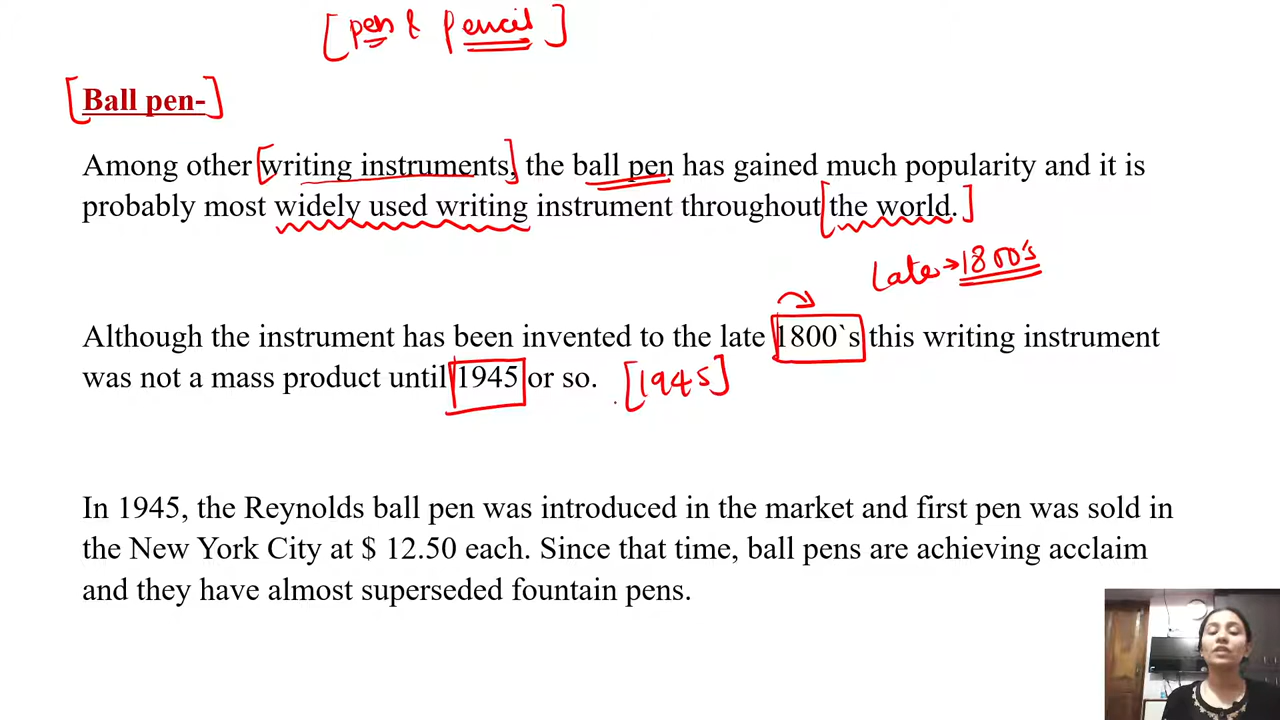 [pen & pencil]
[Ball pen-]
Among other [writing instruments,] the ball pen has gained much popularity and it is
probably most widely used writing instrument throughout [the world.]
Late → 1800's
Although the instrument has been invented to the late 1800`s this writing instrument
was not a mass product until 1945 or so. [1945]
In 1945, the Reynolds ball pen was introduced in the market and first pen was sold in
the New York City at $ 12.50 each. Since that time, ball pens are achieving acclaim
and they have almost superseded fountain pens.